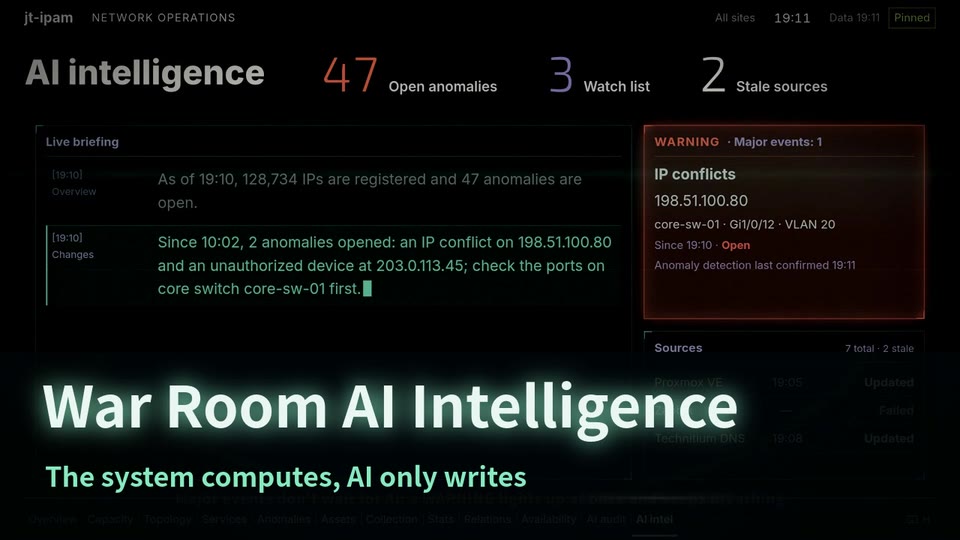 jt-ipam NETWORK OPERATIONS
All sites 19:11 Data 19:11 Pinned
AI intelligence
47 Open anomalies
3 Watch list
2 Stale sources
Live briefing
[19:10]
Overview
As of 19:10, 128,734 IPs are registered and 47 anomalies are
open.
[19:10]
Changes
Since 10:02, 2 anomalies opened: an IP conflict on 198.51.100.80
and an unauthorized device at 203.0.113.45; check the ports on
core switch core-sw-01 first.
WARNING · Major events: 1
IP conflicts
198.51.100.80
core-sw-01 · Gi1/0/12 · VLAN 20
Since 19:10 · Open
Anomaly detection last confirmed 19:11
Sources 7 total · 2 stale
Proxmox VE 19:05 Updated
— Failed
Technitium DNS 19:08 Updated
War Room AI Intelligence
The system computes, AI only writes
Overview Capacity Topology Services Anomalies Assets Collection Stats Relations Availability AI audit AI intel